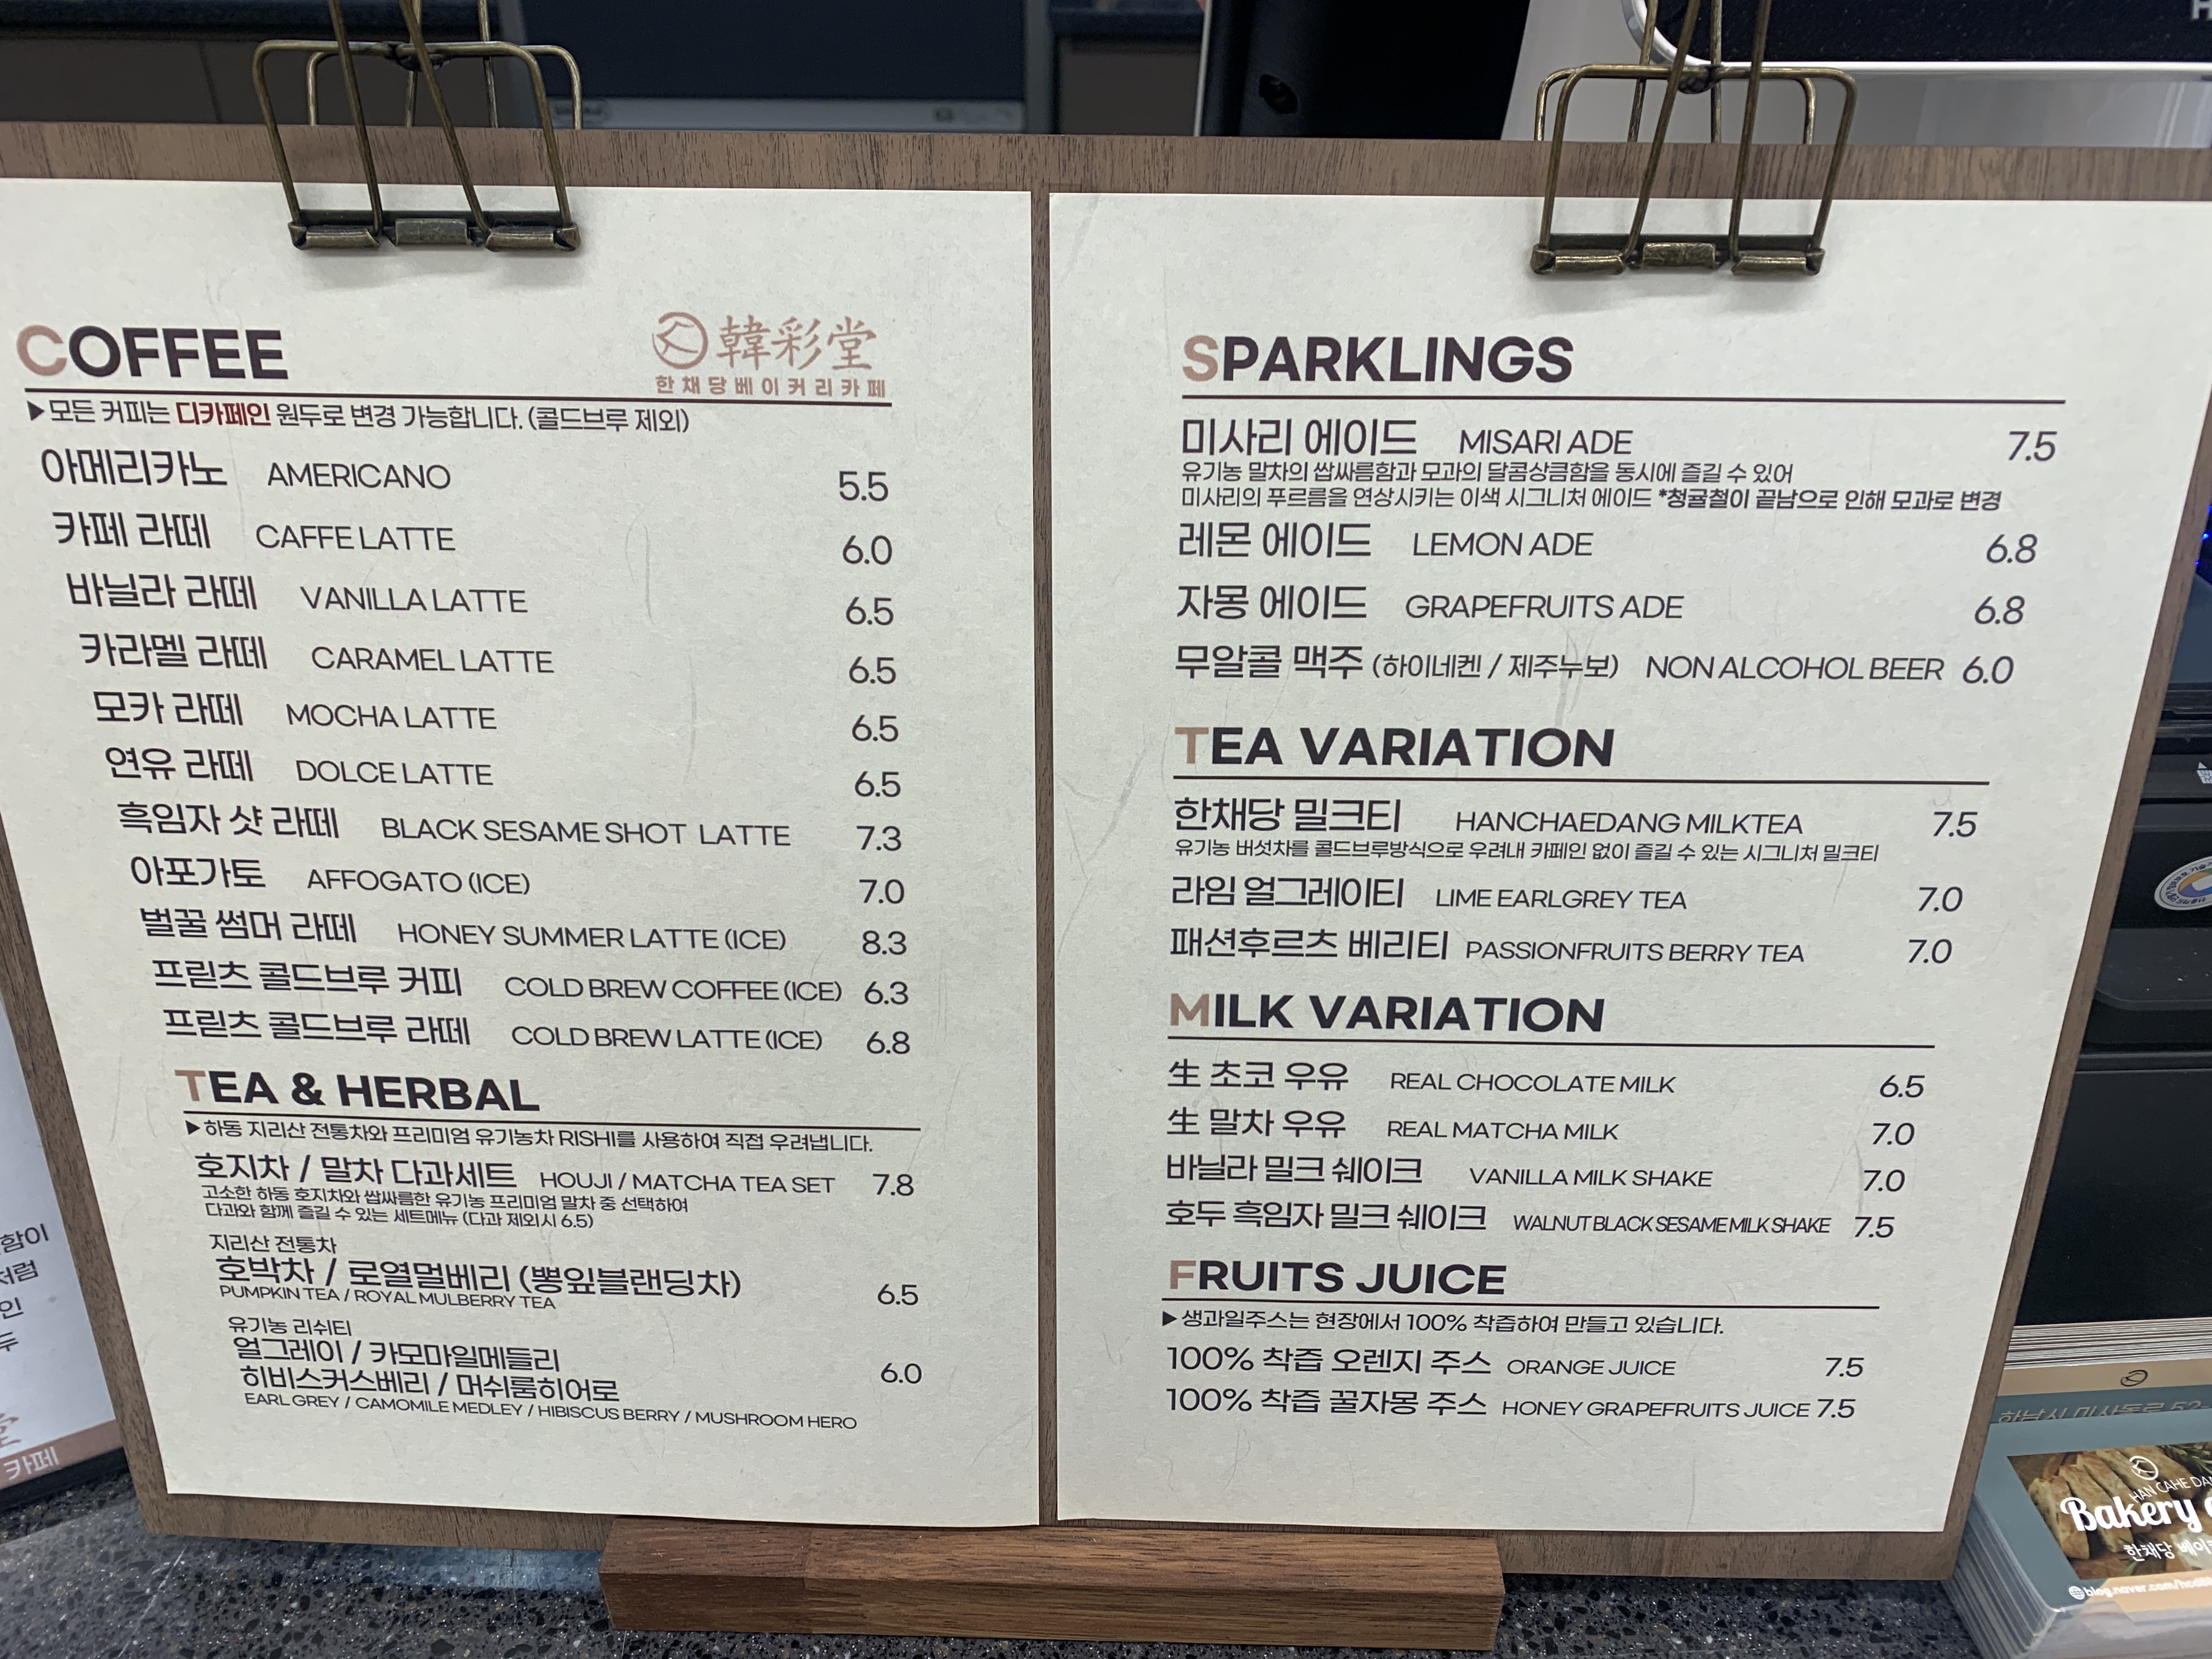 COFFEE
韓彩堂
한채당베이커리카페
▶모든 커피는 디카페인 원두로 변경 가능합니다. (콜드브루 제외)
아메리카노 AMERICANO 5.5
카페 라떼 CAFFE LATTE 6.0
바닐라 라떼 VANILLA LATTE 6.5
카라멜 라떼 CARAMEL LATTE 6.5
모카 라떼 MOCHA LATTE 6.5
연유 라떼 DOLCE LATTE 6.5
흑임자 샷 라떼 BLACK SESAME SHOT LATTE 7.3
아포가토 AFFOGATO (ICE) 7.0
벌꿀 썸머 라떼 HONEY SUMMER LATTE (ICE) 8.3
프릳츠 콜드브루 커피 COLD BREW COFFEE (ICE) 6.3
프릳츠 콜드브루 라떼 COLD BREW LATTE (ICE) 6.8
TEA & HERBAL
▶하동 지리산 전통차와 프리미엄 유기농차 RISHI를 사용하여 직접 우려냅니다.
호지차 / 말차 다과세트 HOUJI / MATCHA TEA SET 7.8
고소한 하동 호지차와 쌉싸름한 유기농 프리미엄 말차 중 선택하여
다과와 함께 즐길 수 있는 세트메뉴 (다과 제외시 6.5)
지리산 전통차
호박차 / 로열멀베리 (뽕잎블랜딩차) 6.5
PUMPKIN TEA / ROYAL MULBERRY TEA
유기농 리쉬티
얼그레이 / 카모마일메들리
히비스커스베리 / 머쉬룸히어로 6.0
EARL GREY / CAMOMILE MEDLEY / HIBISCUS BERRY / MUSHROOM HERO
SPARKLINGS
미사리 에이드 MISARI ADE 7.5
유기농 말차의 쌉싸름함과 모과의 달콤상큼함을 동시에 즐길 수 있어
미사리의 푸르름을 연상시키는 이색 시그니처 에이드 *청귤철이 끝남으로 인해 모과로 변경
레몬 에이드 LEMON ADE 6.8
자몽 에이드 GRAPEFRUITS ADE 6.8
무알콜 맥주 (하이네켄 / 제주누보) NON ALCOHOL BEER 6.0
TEA VARIATION
한채당 밀크티 HANCHAEDANG MILKTEA 7.5
유기농 버섯차를 콜드브루방식으로 우려내 카페인 없이 즐길 수 있는 시그니처 밀크티
라임 얼그레이티 LIME EARLGREY TEA 7.0
패션후르츠 베리티 PASSIONFRUITS BERRY TEA 7.0
MILK VARIATION
生 초코 우유 REAL CHOCOLATE MILK 6.5
生 말차 우유 REAL MATCHA MILK 7.0
바닐라 밀크 쉐이크 VANILLA MILK SHAKE 7.0
호두 흑임자 밀크 쉐이크 WALNUT BLACK SESAME MILK SHAKE 7.5
FRUITS JUICE
▶생과일주스는 현장에서 100% 착즙하여 만들고 있습니다.
100% 착즙 오렌지 주스 ORANGE JUICE 7.5
100% 착즙 꿀자몽 주스 HONEY GRAPEFRUITS JUICE 7.5
함이
처럼
인
두
堂
카페
하남시 미사동로
HAN CAHE DA
Bakery
한채당 베이커
blog.naver.com